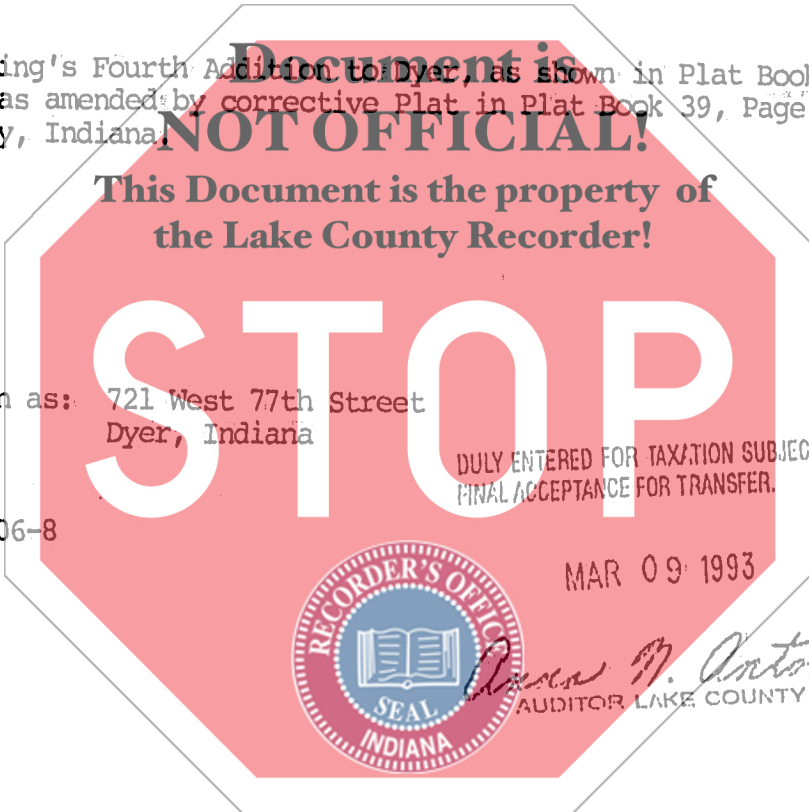 ing's Fourth Addition to Dyer, as shown in Plat Book
as amended by corrective Plat in Plat Book 39, Page
y, Indiana.
Document is
NOT OFFICIAL!
This Document is the property of
the Lake County Recorder!
STOP
n as: 721 West 77th Street
Dyer, Indiana
DULY ENTERED FOR TAXATION SUBJEC
FINAL ACCEPTANCE FOR TRANSFER.
06-8
MAR 09 1993
RECORDER'S OFFICE
SEAL
INDIANA
AUDITOR LAKE COUNTY